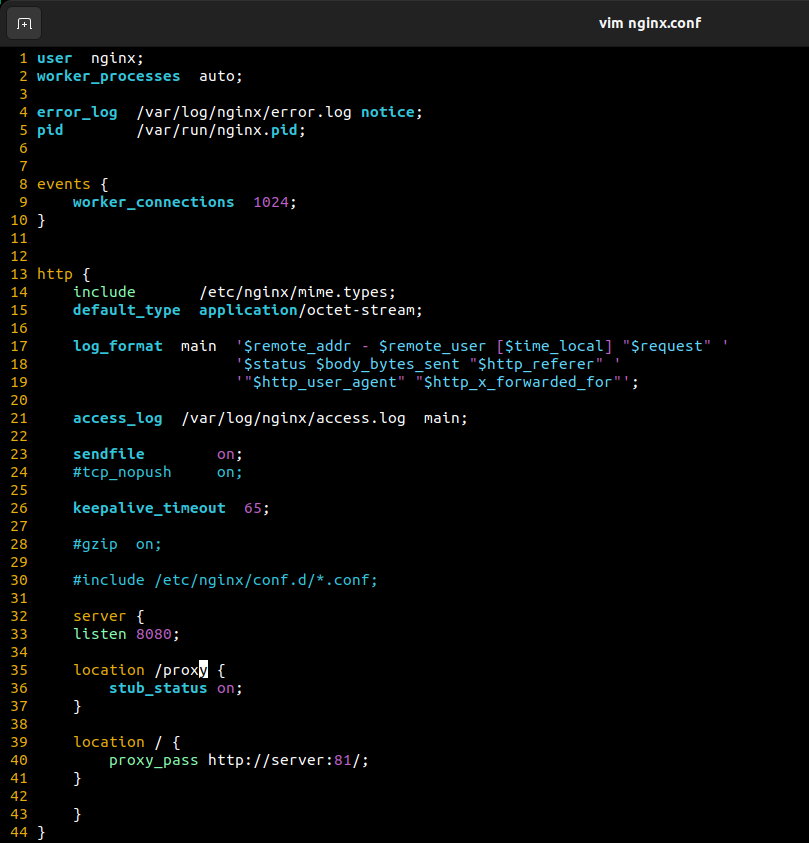 vim nginx.conf
1 user  nginx;
2 worker_processes  auto;
3
4 error_log  /var/log/nginx/error.log notice;
5 pid        /var/run/nginx.pid;
6
7
8 events {
9     worker_connections  1024;
10 }
11
12
13 http {
14     include       /etc/nginx/mime.types;
15     default_type  application/octet-stream;
16
17     log_format  main  '$remote_addr - $remote_user [$time_local] "$request" '
18                       '$status $body_bytes_sent "$http_referer" '
19                       '"$http_user_agent" "$http_x_forwarded_for"';
20
21     access_log  /var/log/nginx/access.log  main;
22
23     sendfile        on;
24     #tcp_nopush     on;
25
26     keepalive_timeout  65;
27
28     #gzip  on;
29
30     #include /etc/nginx/conf.d/*.conf;
31
32     server {
33     listen 8080;
34
35     location /proxy {
36         stub_status on;
37     }
38
39     location / {
40         proxy_pass http://server:81/;
41     }
42
43     }
44 }